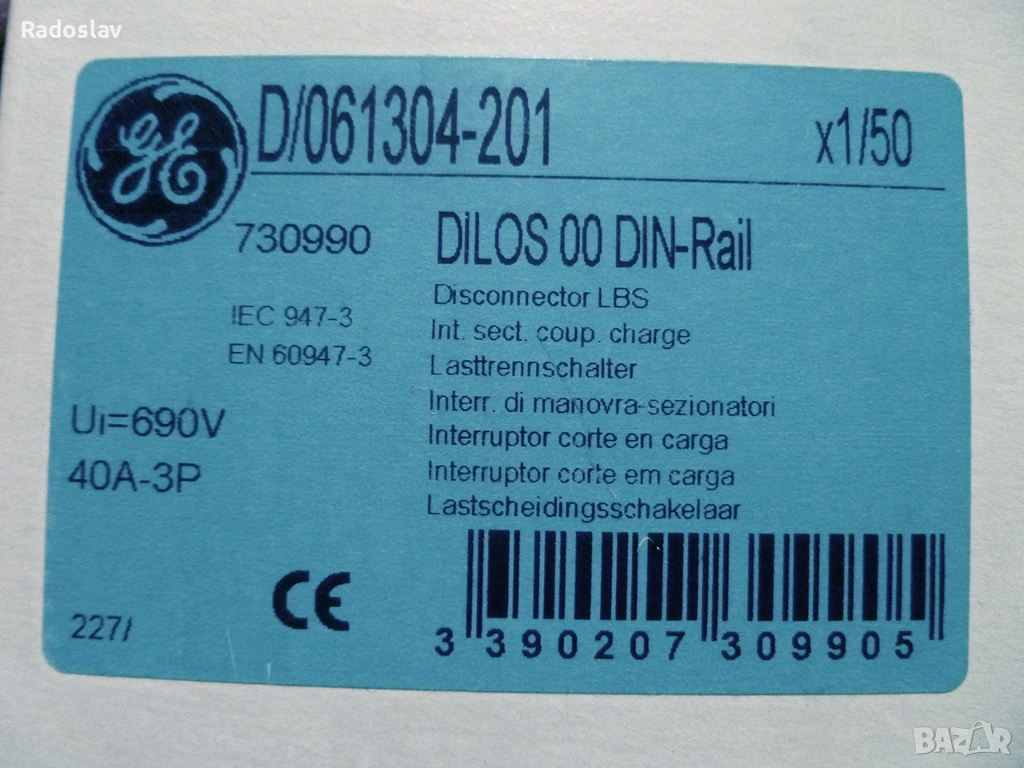 Radoslav
GE
D/061304-201
x1/50
730990
DILOS 00 DIN-Rail
IEC 947-3
EN 60947-3
Disconnector LBS
Int. sect. coup. charge
Lasttrennschalter
Interr. di manovra-sezionatori
Interruptor corte en carga
Interruptor corte em carga
Lastscheidingsschakelaar
Ui=690V
40A-3P
CE
227/
3 390207 309905
BAZAR